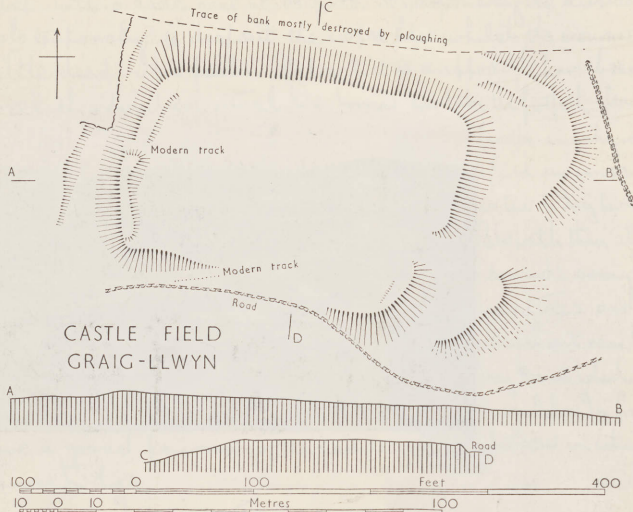 C
Trace of bank mostly destroyed by ploughing
Modern track
A
B
Modern track
Road
D
CASTLE FIELD
GRAIG-LLWYN
A
B
C
Road
D
100 0 100 Feet 400
10 0 10 Metres 100